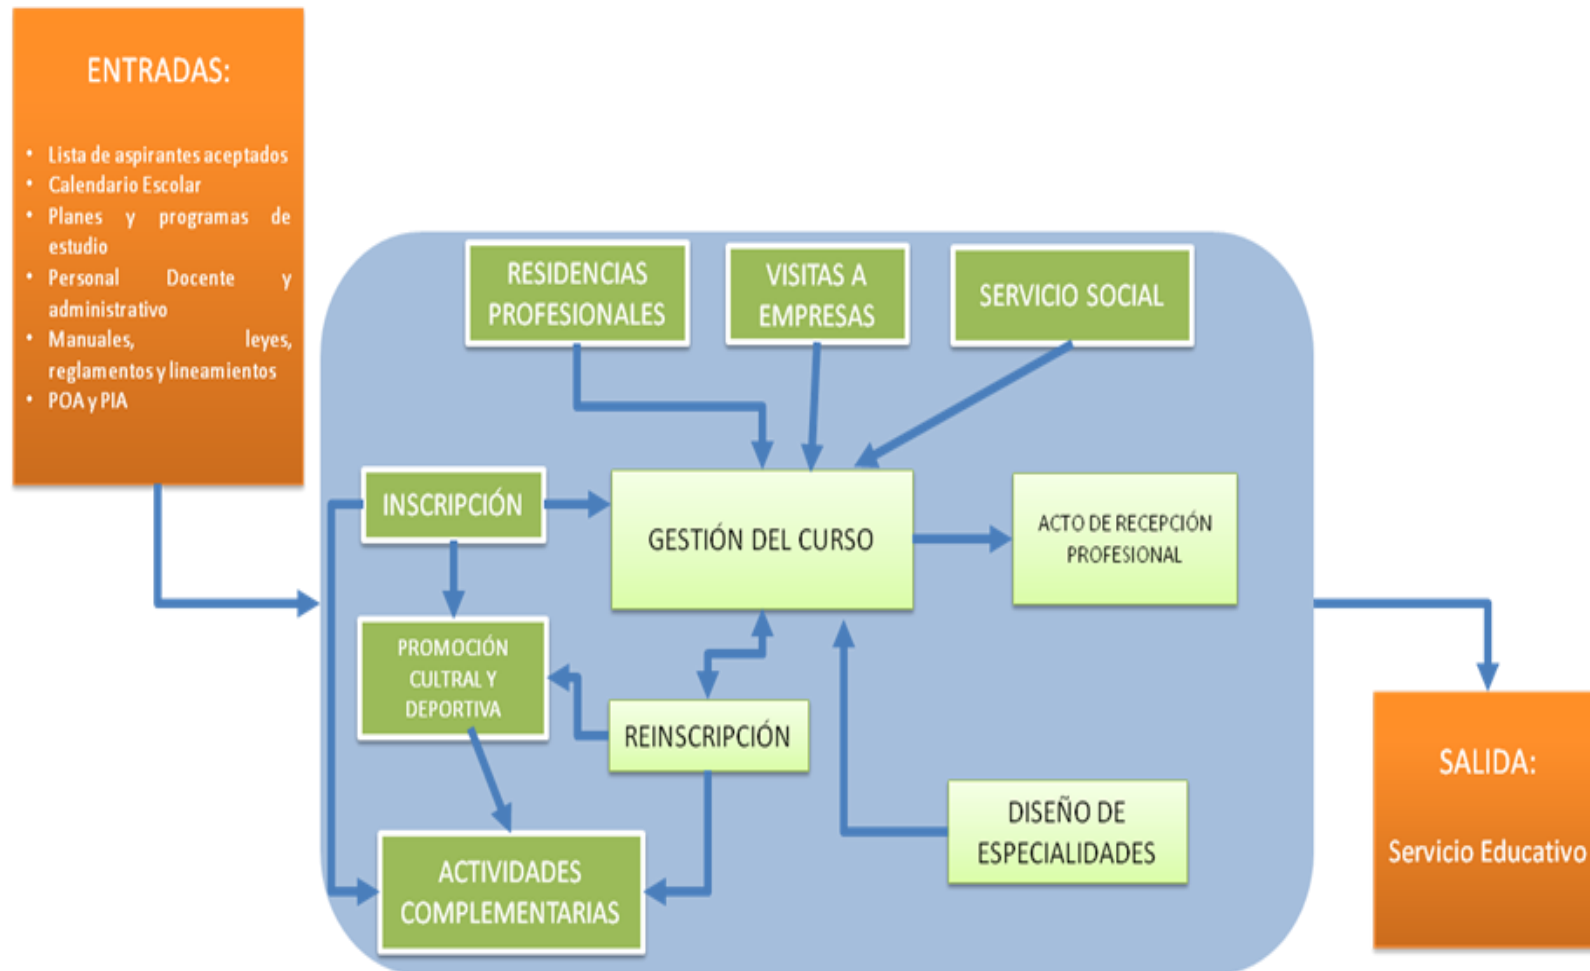 ENTRADAS:
• Lista de aspirantes aceptados
• Calendario Escolar
• Planes y programas de
estudio
• Personal Docente y
administrativo
• Manuales, leyes,
reglamentos y lineamientos
• POA y PIA
RESIDENCIAS
PROFESIONALES
VISITAS A
EMPRESAS
SERVICIO SOCIAL
INSCRIPCIÓN
GESTIÓN DEL CURSO
ACTO DE RECEPCIÓN
PROFESIONAL
PROMOCIÓN
CULTRAL Y
DEPORTIVA
REINSCRIPCIÓN
DISEÑO DE
ESPECIALIDADES
ACTIVIDADES
COMPLEMENTARIAS
SALIDA:
Servicio Educativo